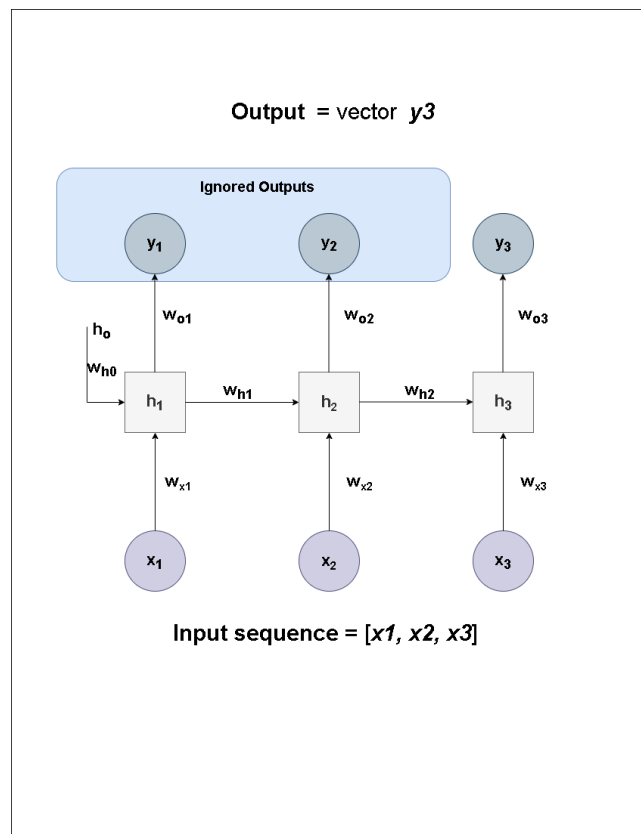 Output = vector y3
Ignored Outputs
y1 y2 y3
wo1 wo2 wo3
ho
wh0
wh1 wh2
h1 h2 h3
wx1 wx2 wx3
x1 x2 x3
Input sequence = [x1, x2, x3]